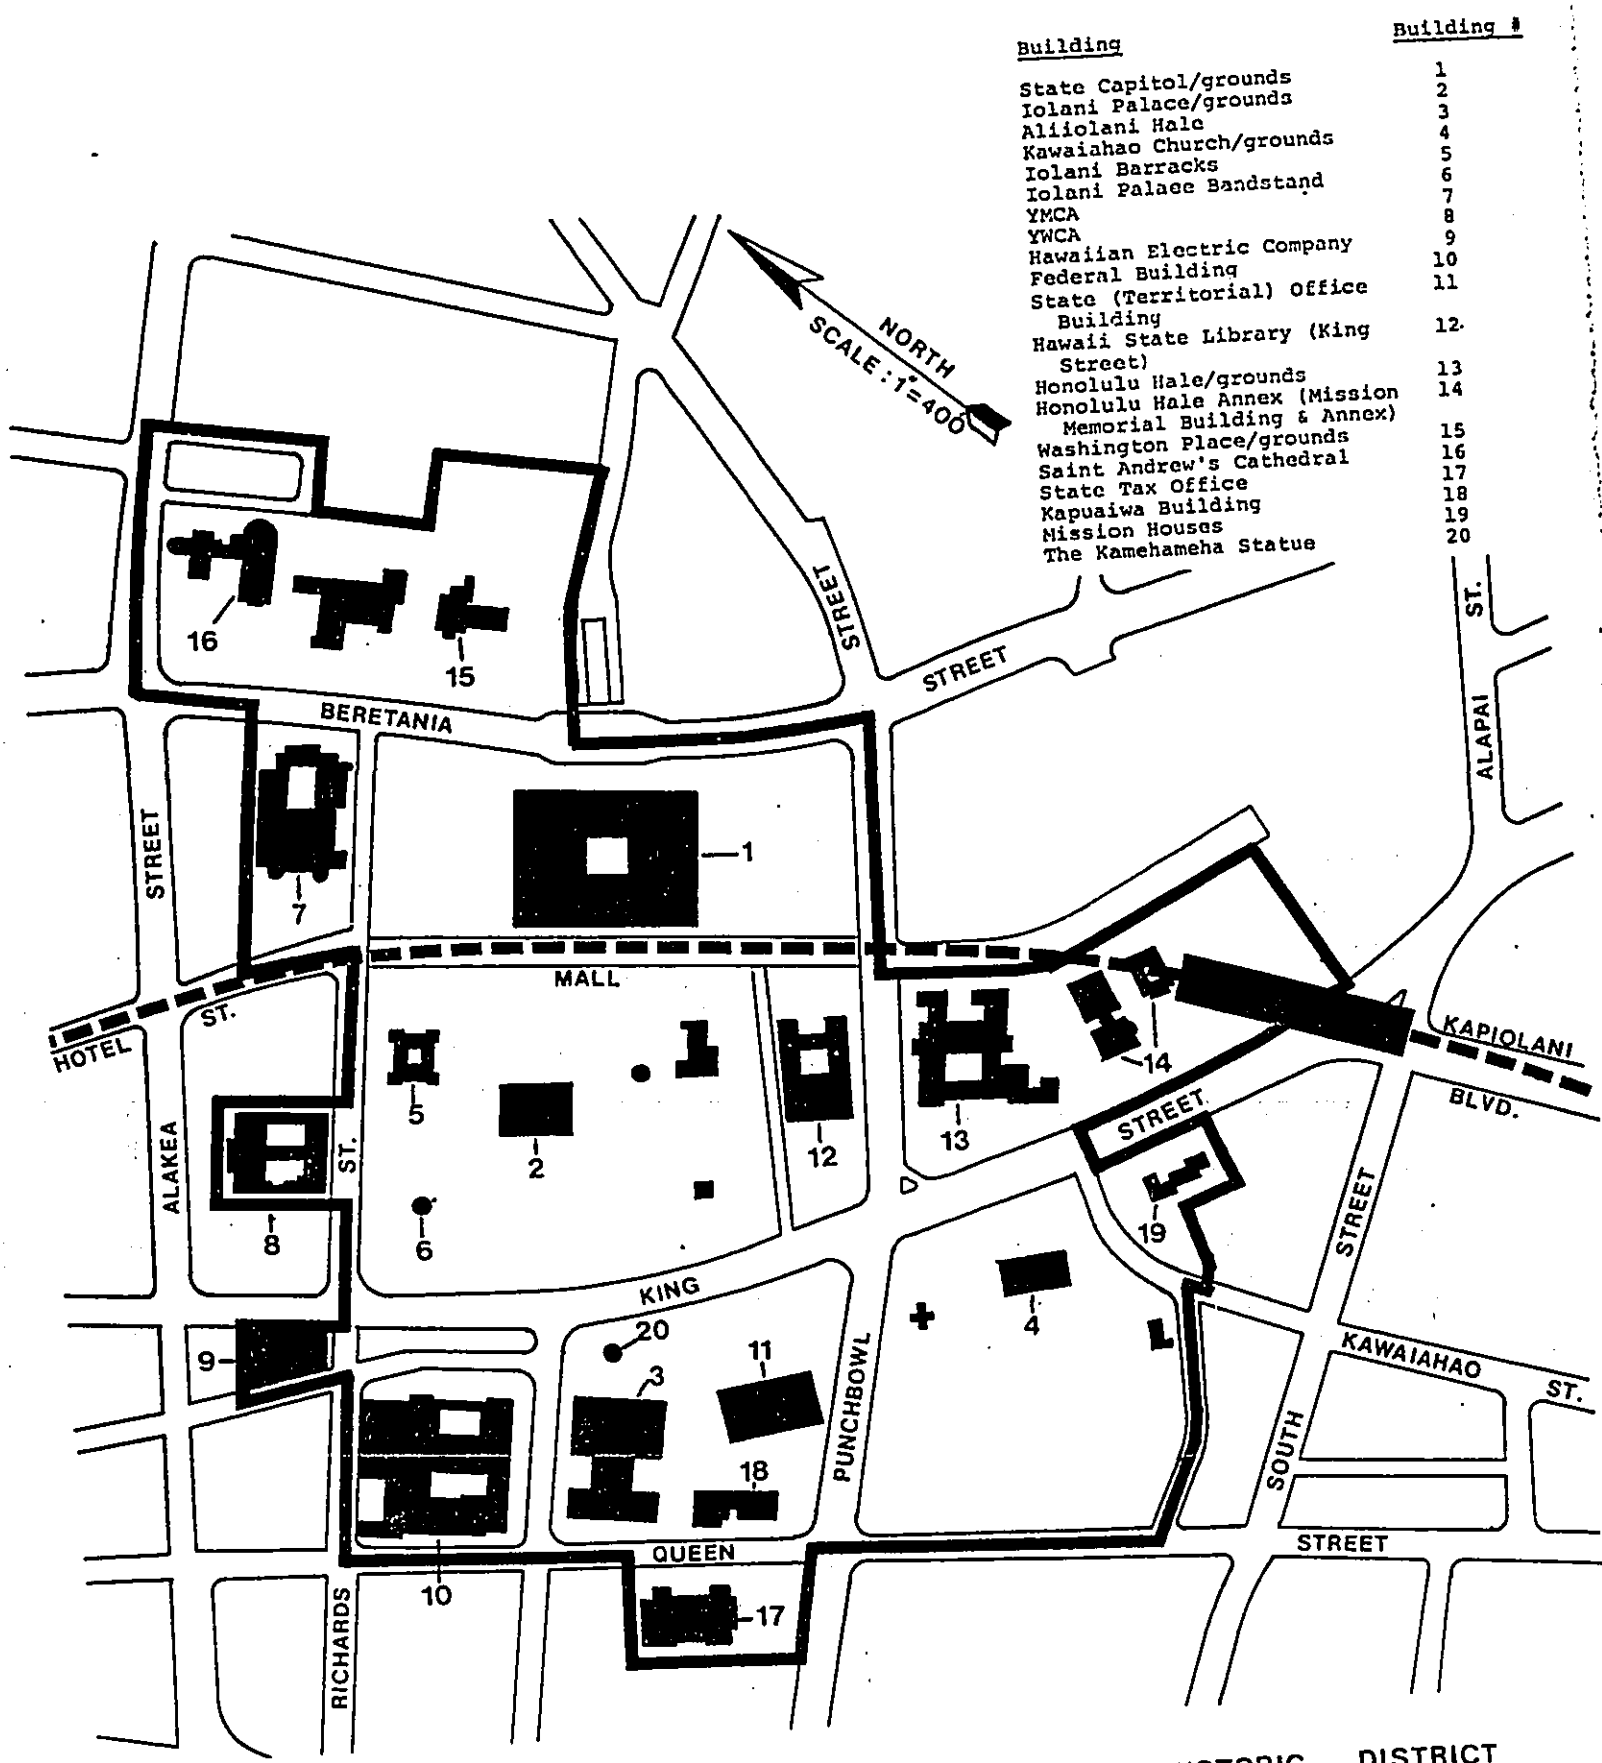 Building Building #
State Capitol/grounds 1
Iolani Palace/grounds 2
Aliiolani Hale 3
Kawaiahao Church/grounds 4
Iolani Barracks 5
Iolani Palace Bandstand 6
YMCA 7
YWCA 8
Hawaiian Electric Company 9
Federal Building 10
State (Territorial) Office 11
Building
Hawaii State Library (King 12
Street)
Honolulu Hale/grounds 13
Honolulu Hale Annex (Mission 14
Memorial Building & Annex)
Washington Place/grounds 15
Saint Andrew's Cathedral 16
State Tax Office 17
Kapuaiwa Building 18
Mission Houses 19
The Kamehameha Statue 20
NORTH
SCALE : 1"=400
STREET
STREET
ST.
ALAPAI
16
15
BERETANIA
STREET
7
1
MALL
HOTEL
ST.
KAPIOLANI
BLVD.
5
2
12
13
14
STREET
ALAKEA
ST.
8
6
19
STREET
KING
4
20
9
3
11
PUNCHBOWL
KAWAIAHAO
ST.
18
SOUTH
QUEEN
STREET
10
17
RICHARDS
DISTRICT